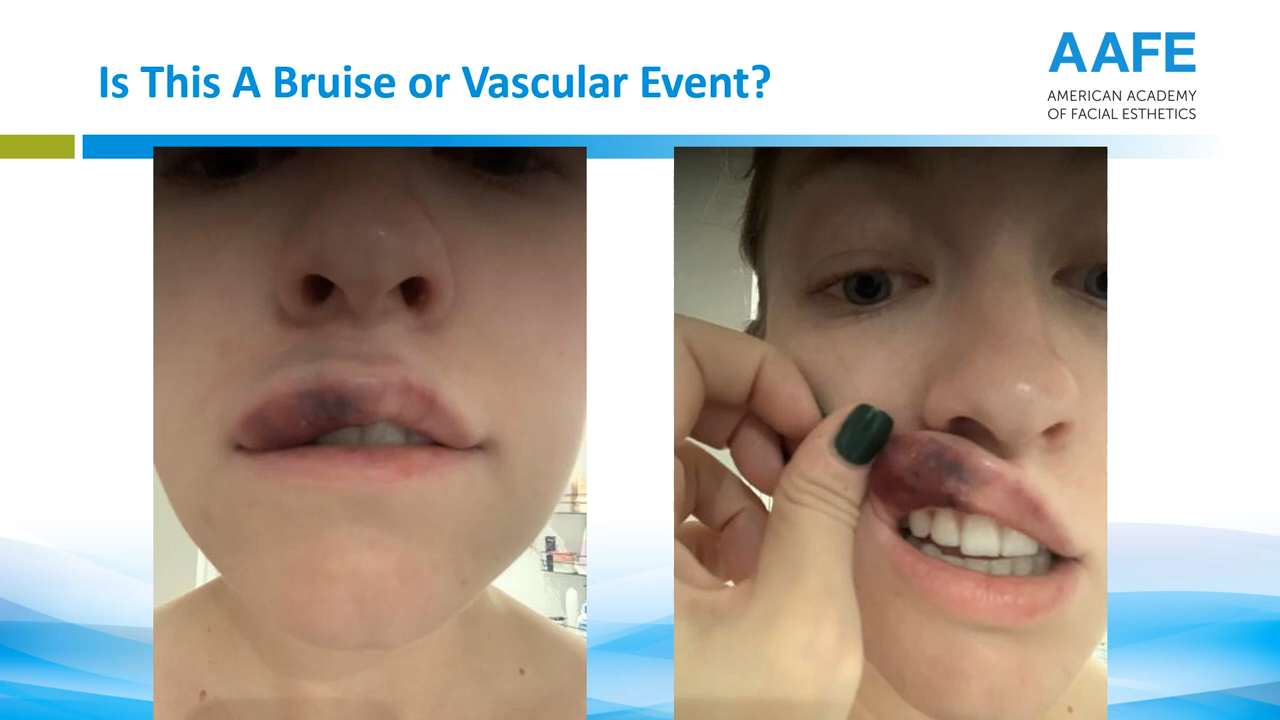 Is This A Bruise or Vascular Event?
AAFE
AMERICAN ACADEMY
OF FACIAL ESTHETICS